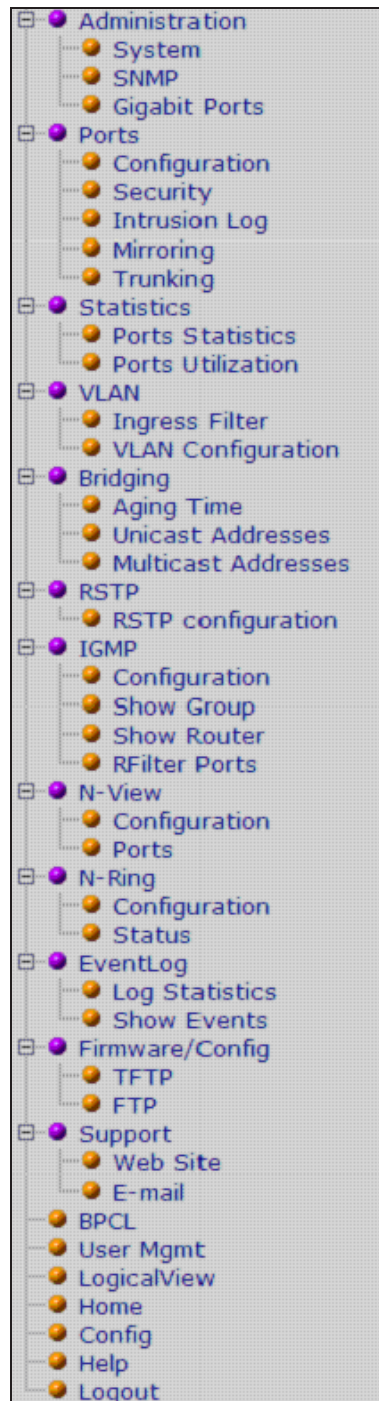 Administration
System
SNMP
Gigabit Ports
Ports
Configuration
Security
Intrusion Log
Mirroring
Trunking
Statistics
Ports Statistics
Ports Utilization
VLAN
Ingress Filter
VLAN Configuration
Bridging
Aging Time
Unicast Addresses
Multicast Addresses
RSTP
RSTP configuration
IGMP
Configuration
Show Group
Show Router
RFilter Ports
N-View
Configuration
Ports
N-Ring
Configuration
Status
EventLog
Log Statistics
Show Events
Firmware/Config
TFTP
FTP
Support
Web Site
E-mail
BPCL
User Mgmt
LogicalView
Home
Config
Help
Logout